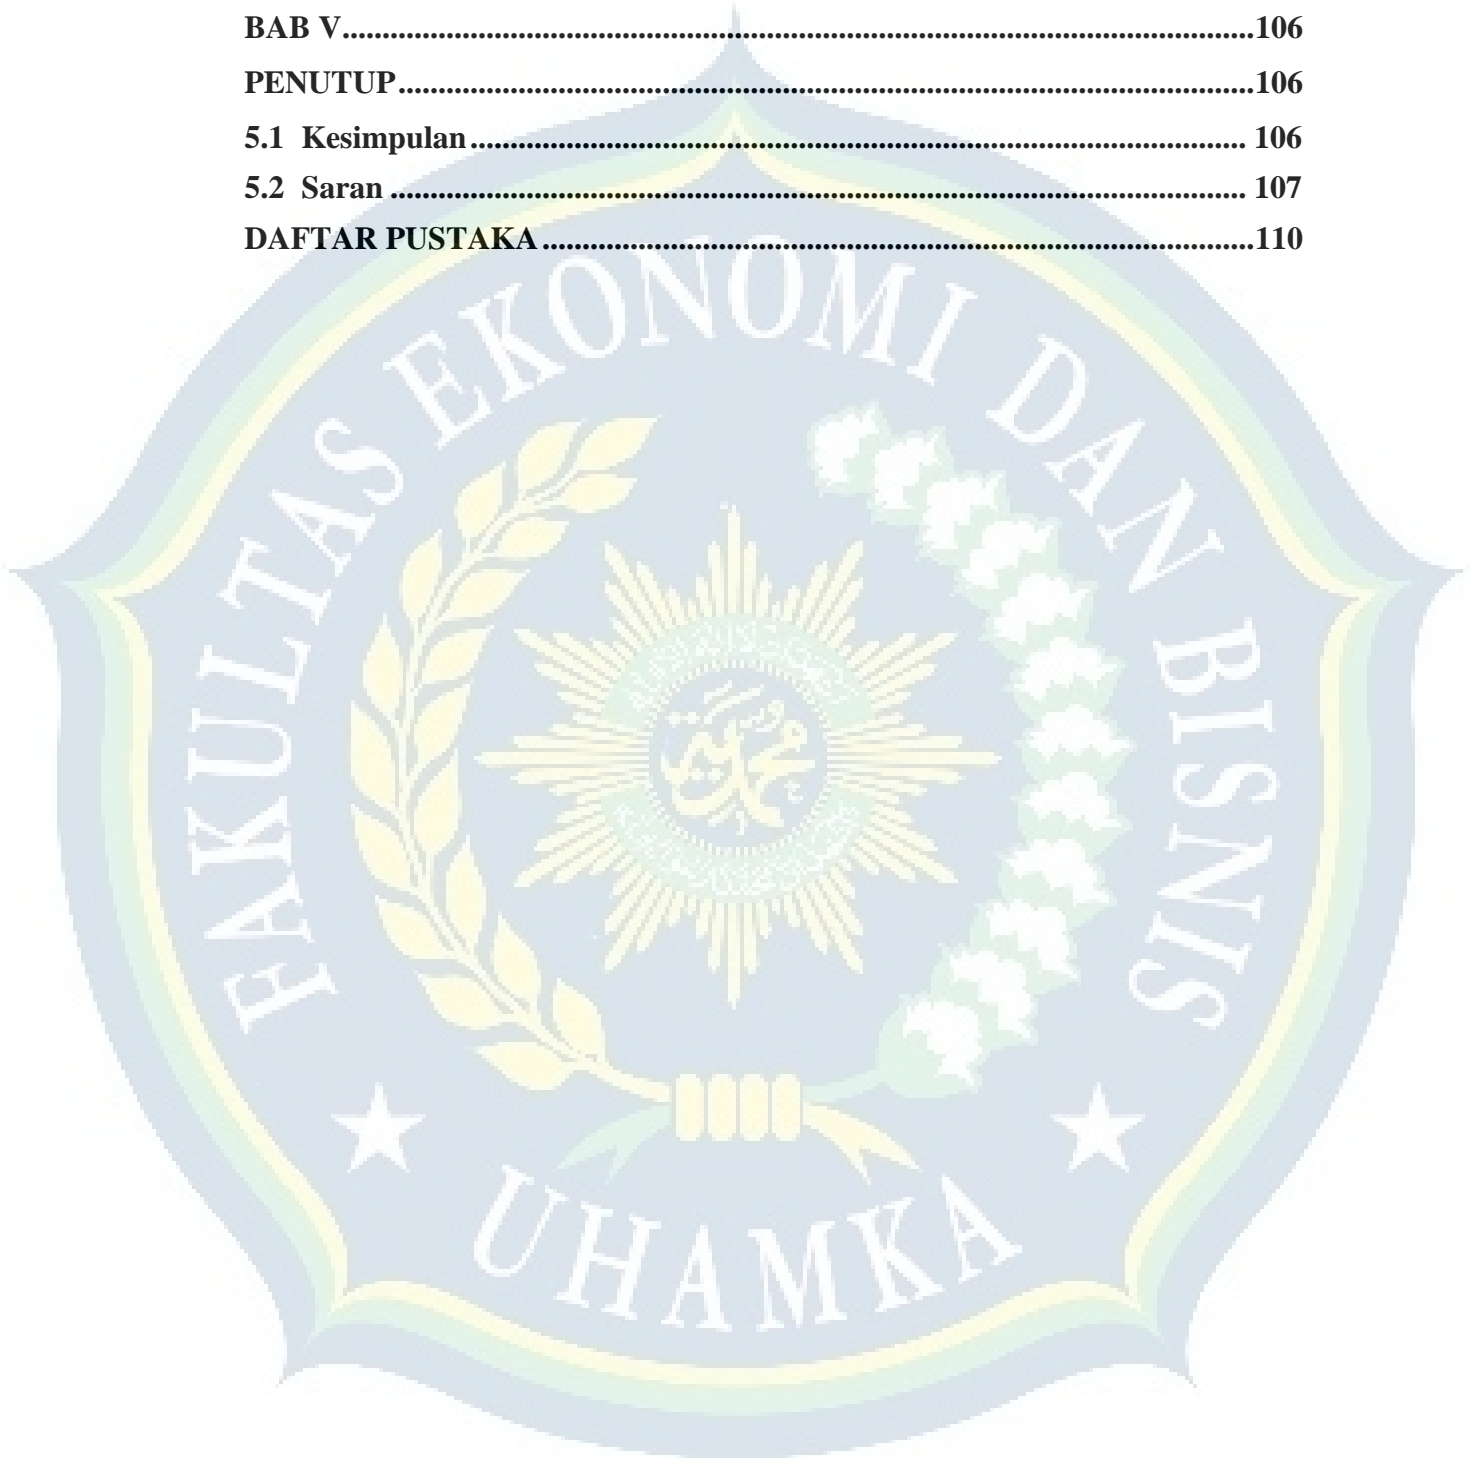 BAB V..........106
PENUTUP..........106
5.1 Kesimpulan.......... 106
5.2 Saran .......... 107
DAFTAR PUSTAKA..........110
FAKULTAS EKONOMI DAN BISNIS
محمد
UHAMKA